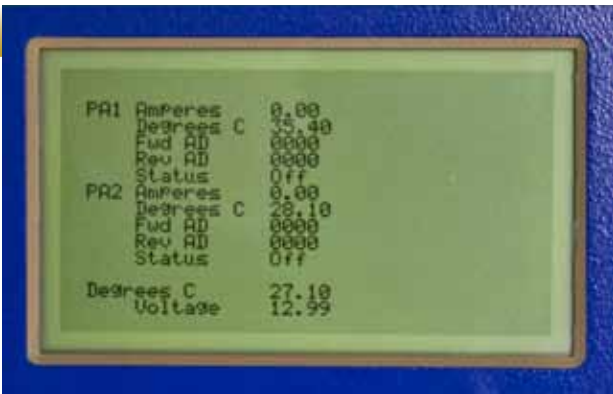 PA1 Amperes 0.00
Degrees C 35.40
Fwd AD 0000
Rev AD 0000
Status Off
PA2 Amperes 0.00
Degrees C 28.10
Fwd AD 0000
Rev AD 0000
Status Off
Degrees C 27.10
Voltage 12.99